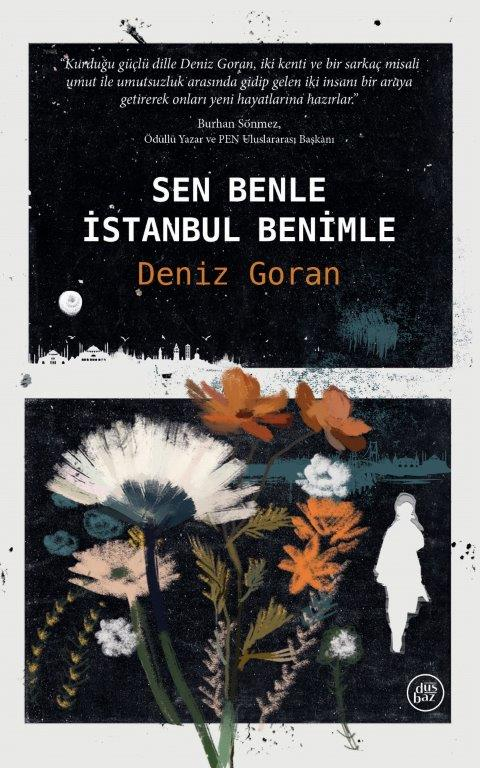 “Kurduğu güçlü dille Deniz Goran, iki kenti ve bir sarkaç misali
umut ile umutsuzluk arasında gidip gelen iki insanı bir araya
getirerek onları yeni hayatlarına hazırlar.”
Burhan Sönmez,
Ödüllü Yazar ve PEN Uluslararası Başkanı
SEN BENLE
İSTANBUL BENİMLE
Deniz Goran
düş
baz